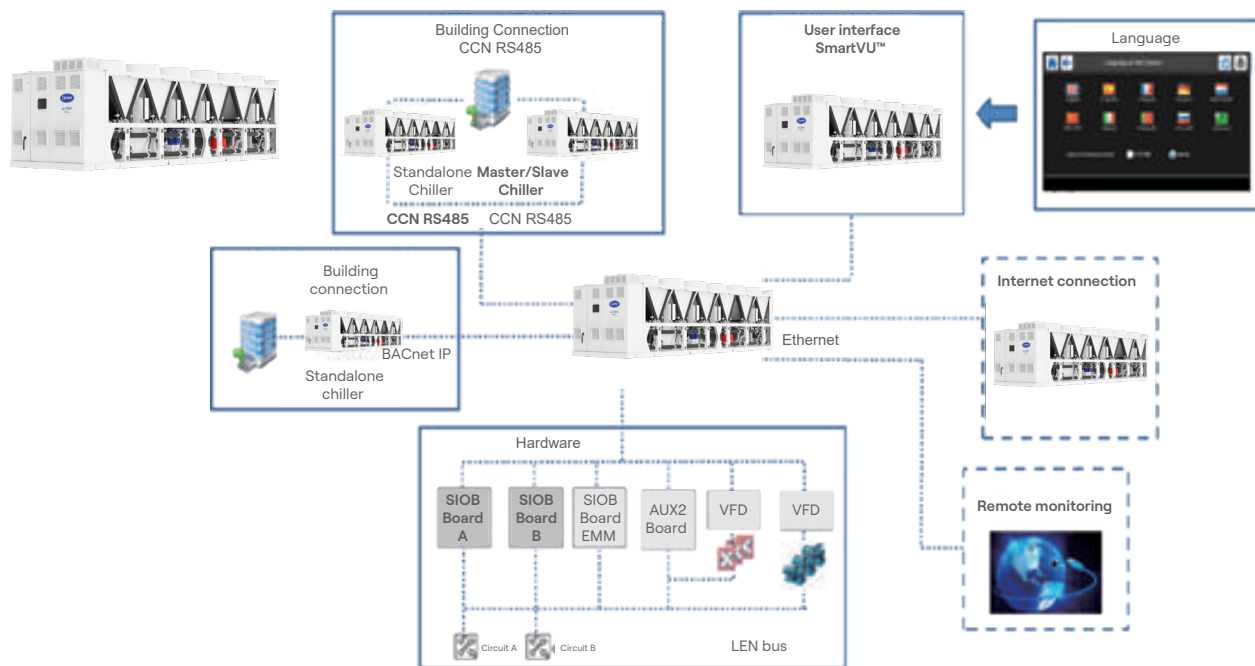 Building Connection
CCN RS485
Standalone
Chiller
Master/Slave
Chiller
CCN RS485
CCN RS485
User interface
SmartVU™
Language
Building
connection
BACnet IP
Standalone
chiller
Ethernet
Internet connection
Remote monitoring
Hardware
SIOB
Board
A
SIOB
Board
B
SIOB
Board
EMM
AUX2
Board
VFD
VFD
Circuit A
Circuit B
LEN bus